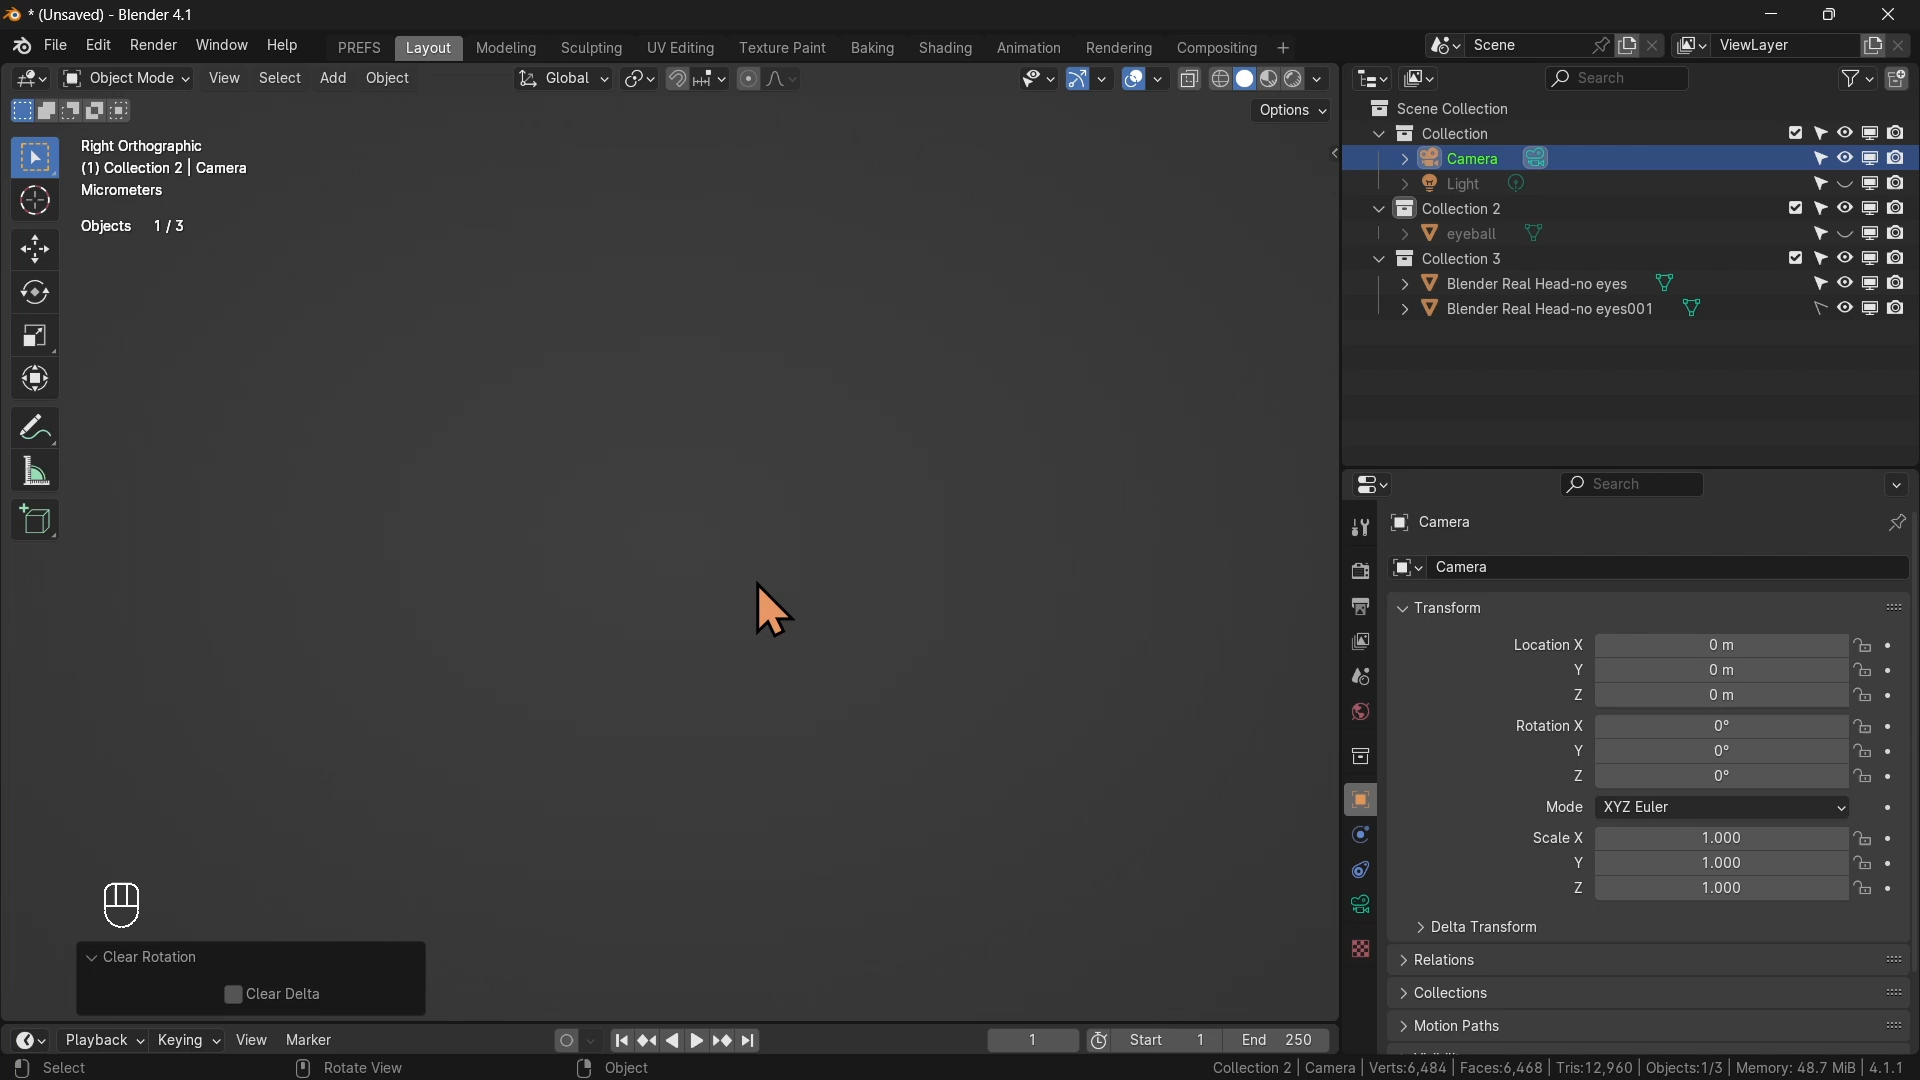 * (Unsaved) - Blender 4.1
File Edit Render Window Help PREFS Layout Modeling Sculpting UV Editing Texture Paint Baking Shading Animation Rendering Compositing + Scene ViewLayer
Object Mode View Select Add Object Global Search
Options
Right Orthographic
(1) Collection 2 | Camera
Micrometers
Objects 1 / 3
Scene Collection
Collection
Camera
Light
Collection 2
eyeball
Collection 3
Blender Real Head-no eyes
Blender Real Head-no eyes001
Search
Camera
Camera
Transform
Location X 0 m
Y 0 m
Z 0 m
Rotation X 0°
Y 0°
Z 0°
Mode XYZ Euler
Scale X 1.000
Y 1.000
Z 1.000
Delta Transform
Relations
Collections
Motion Paths
Clear Rotation
Clear Delta
Playback Keying View Marker 1 Start 1 End 250
Select Rotate View Object Collection 2 | Camera | Verts:6,484 | Faces:6,468 | Tris:12,960 | Objects:1/3 | Memory: 48.7 MiB | 4.1.1